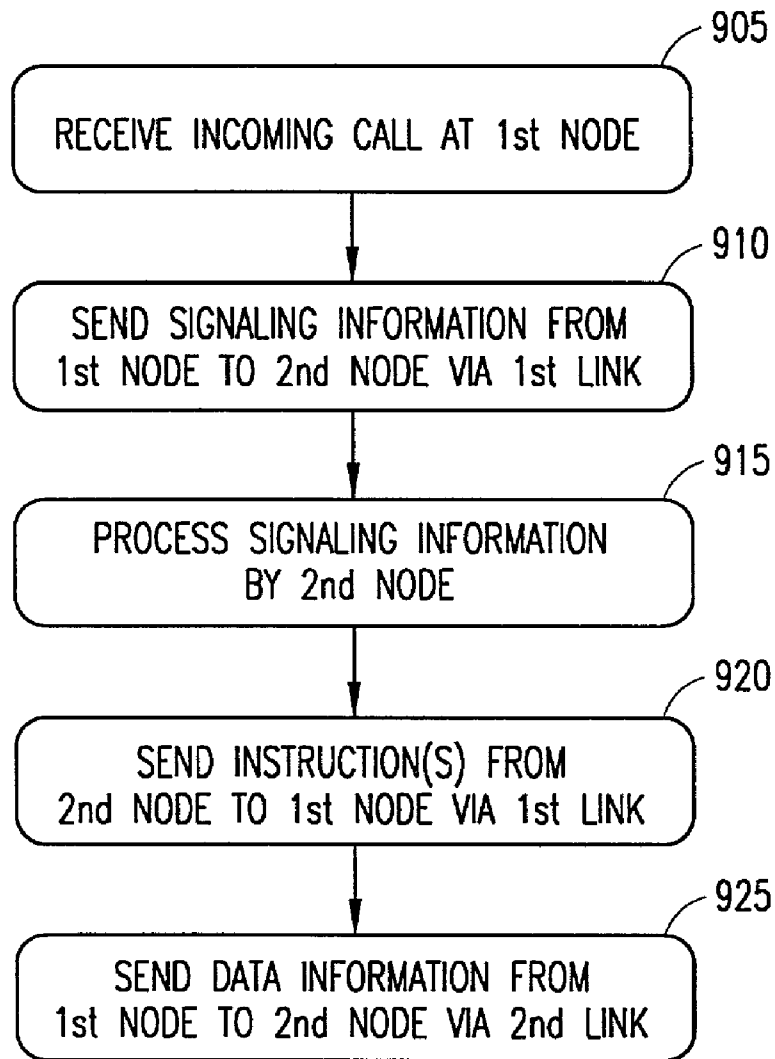 905
RECEIVE INCOMING CALL AT 1st NODE
910
SEND SIGNALING INFORMATION FROM
1st NODE TO 2nd NODE VIA 1st LINK
915
PROCESS SIGNALING INFORMATION
BY 2nd NODE
920
SEND INSTRUCTION(S) FROM
2nd NODE TO 1st NODE VIA 1st LINK
925
SEND DATA INFORMATION FROM
1st NODE TO 2nd NODE VIA 2nd LINK